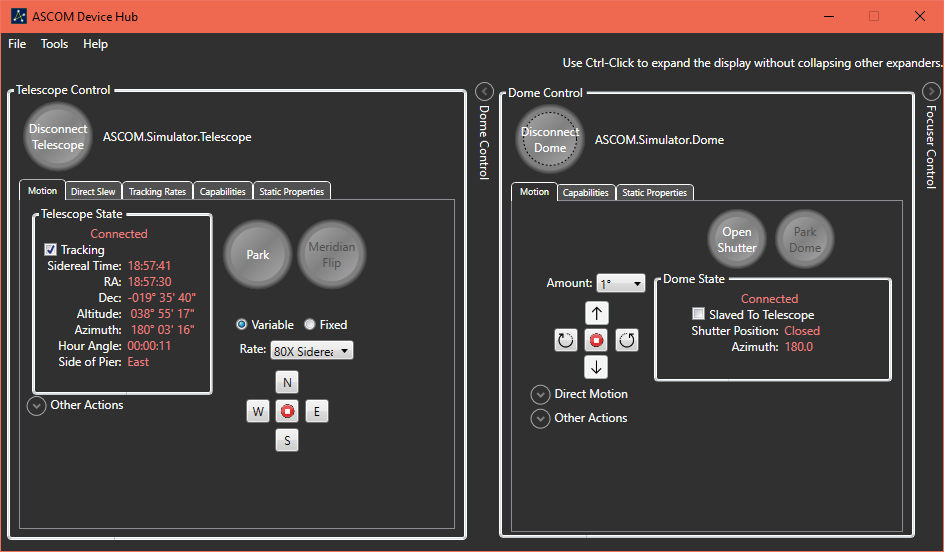 ASCOM Device Hub
File Tools Help
Use Ctrl-Click to expand the display without collapsing other expanders.
Telescope Control
Disconnect
Telescope
ASCOM.Simulator.Telescope
Motion Direct Slew Tracking Rates Capabilities Static Properties
Telescope State
Connected
Tracking
Sidereal Time: 18:57:41
RA: 18:57:30
Dec: -019° 35' 40"
Altitude: 038° 55' 17"
Azimuth: 180° 03' 16"
Hour Angle: 00:00:11
Side of Pier: East
Park
Meridian
Flip
Variable Fixed
Rate: 80X Siderea
N
W E
S
Other Actions
Dome Control
Dome Control
Disconnect
Dome
ASCOM.Simulator.Dome
Motion Capabilities Static Properties
Open
Shutter
Park
Dome
Amount: 1°
Dome State
Connected
Slaved To Telescope
Shutter Position: Closed
Azimuth: 180.0
Direct Motion
Other Actions
Focuser Control